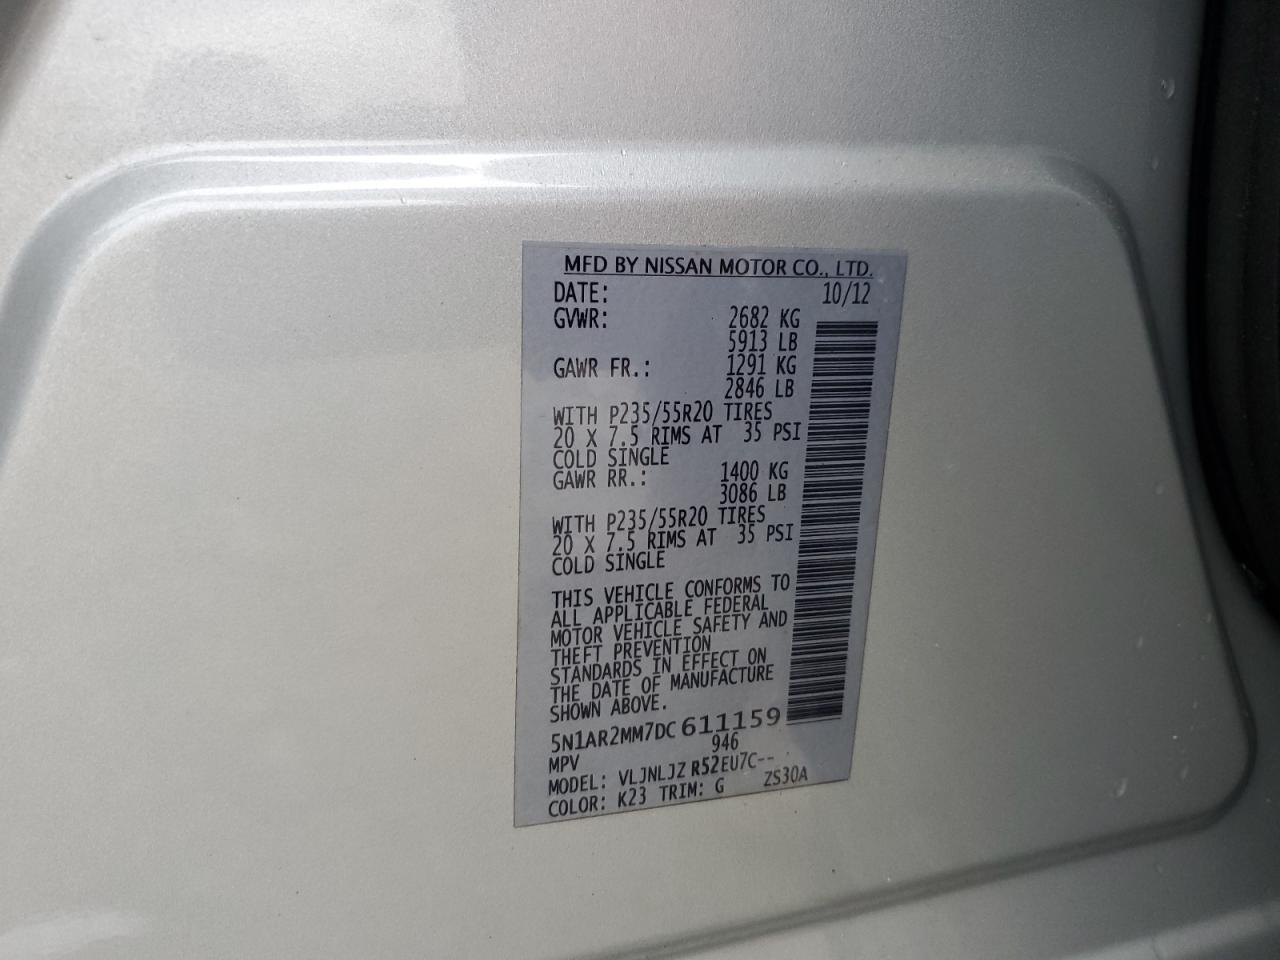 MFD BY NISSAN MOTOR CO., LTD.
DATE: 10/12
GVWR: 2682 KG
5913 LB
GAWR FR.: 1291 KG
2846 LB
WITH P235/55R20 TIRES
20 X 7.5 RIMS AT 35 PSI
COLD SINGLE
GAWR RR.: 1400 KG
3086 LB
WITH P235/55R20 TIRES
20 X 7.5 RIMS AT 35 PSI
COLD SINGLE
THIS VEHICLE CONFORMS TO
ALL APPLICABLE FEDERAL
MOTOR VEHICLE SAFETY AND
THEFT PREVENTION
STANDARDS IN EFFECT ON
THE DATE OF MANUFACTURE
SHOWN ABOVE.
5N1AR2MM7DC611159
MPV 946
MODEL: VLJNLJZ R52EU7C--
COLOR: K23 TRIM: G ZS30A